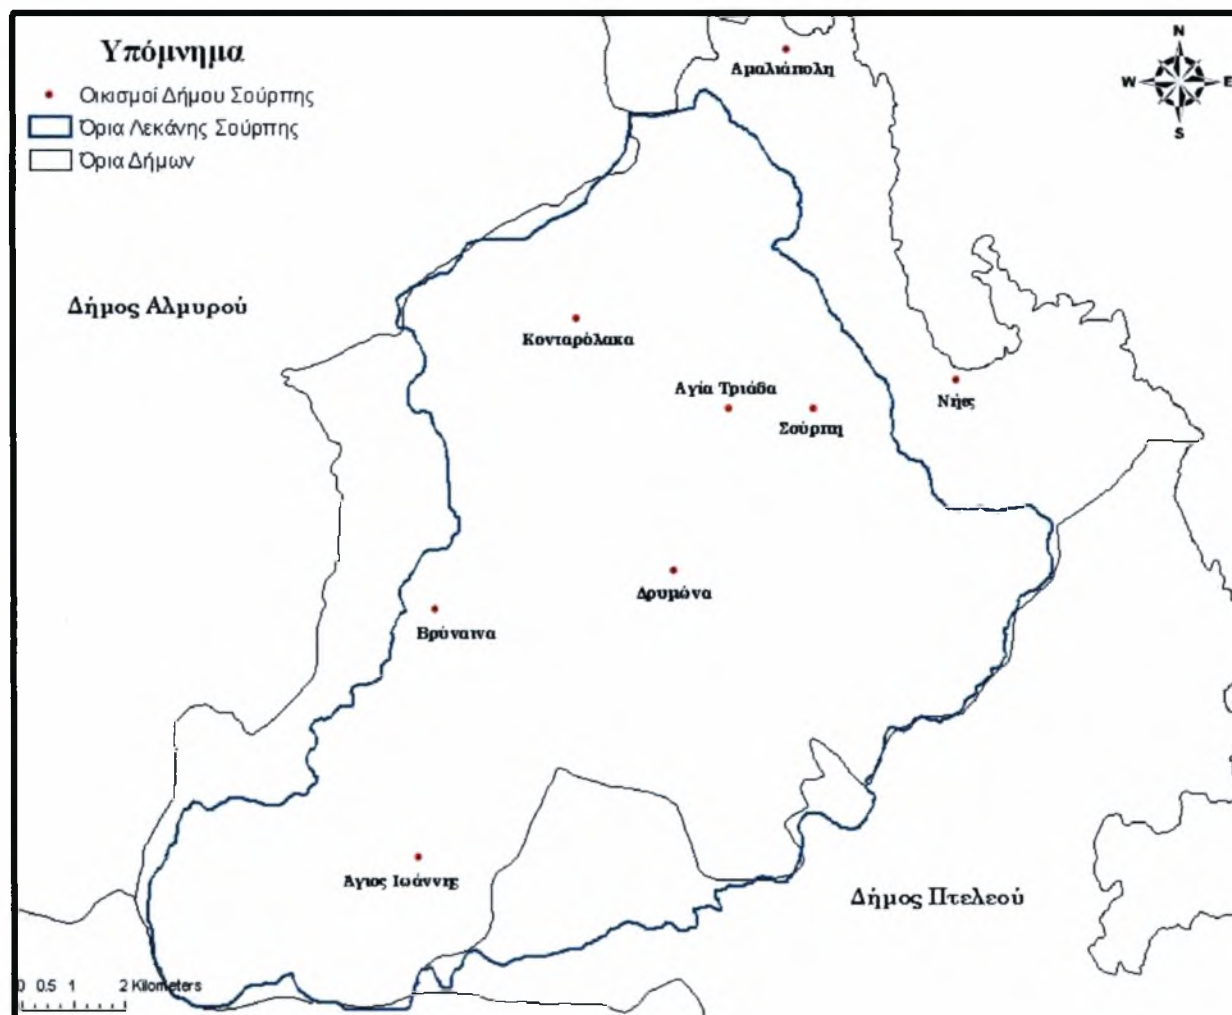 Υπόμνημα
Οικισμοί Δήμου Σούρπης
Όρια Λεκάνης Σούρπης
Όρια Δήμων
N
W E
S
Αμαλιάπολη
Δήμος Αλμυρού
Κονταρόλακα
Αγία Τριάδα
Νήες
Σούρπη
Δρυμώνα
Βρύναινα
Άγιος Ιωάννης
Δήμος Πτελεού
0 0.5 1 2 Kilometers